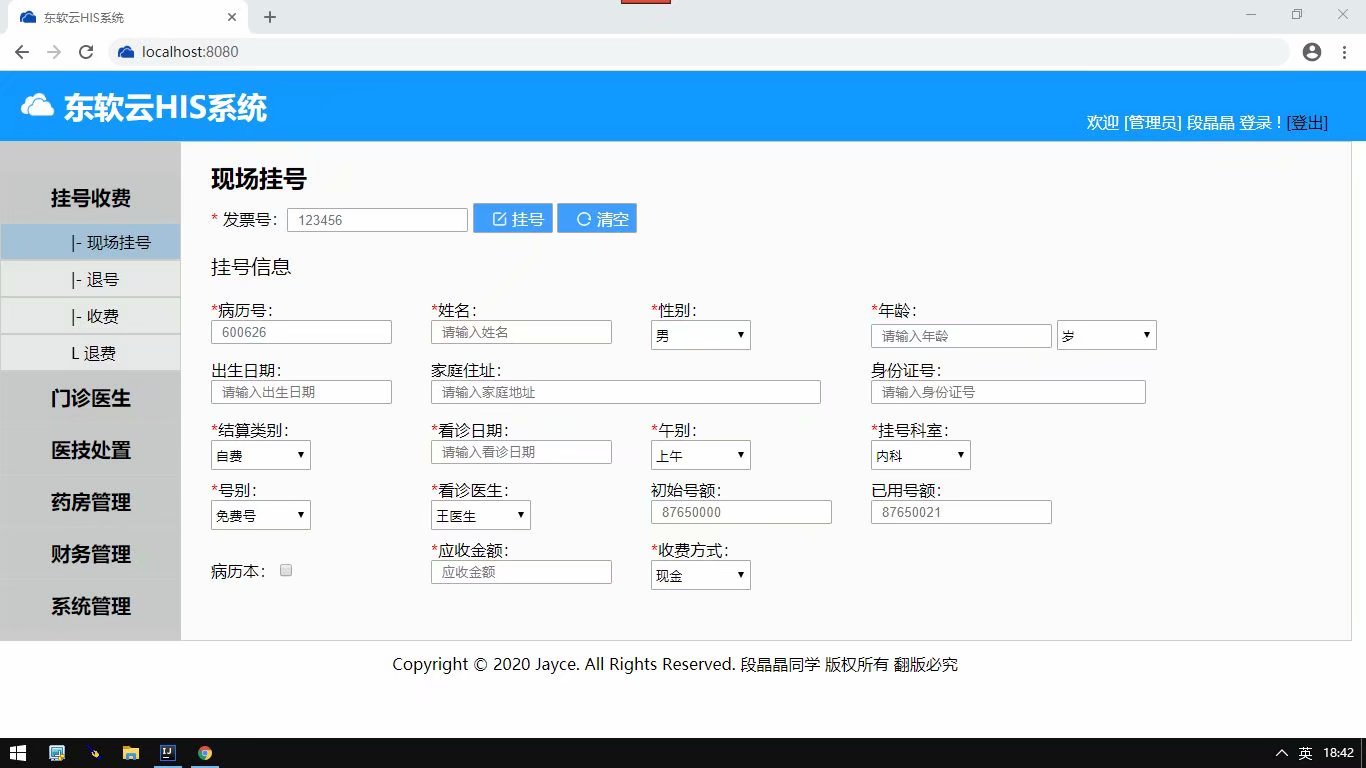 东软云HIS系统
localhost:8080
东软云HIS系统
欢迎 [管理员] 段晶晶 登录 ! [登出]
挂号收费
|- 现场挂号
|- 退号
|- 收费
L 退费
门诊医生
医技处置
药房管理
财务管理
系统管理
现场挂号
* 发票号： 123456 挂号 清空
挂号信息
*病历号： *姓名： *性别： *年龄：
600626 请输入姓名 男 请输入年龄 岁
出生日期： 家庭住址： 身份证号：
请输入出生日期 请输入家庭地址 请输入身份证号
*结算类别： *看诊日期： *午别： *挂号科室：
自费 请输入看诊日期 上午 内科
*号别： *看诊医生： 初始号额： 已用号额：
免费号 王医生 87650000 87650021
*应收金额： *收费方式：
病历本： 应收金额 现金
Copyright © 2020 Jayce. All Rights Reserved. 段晶晶同学 版权所有 翻版必究
英 18:42